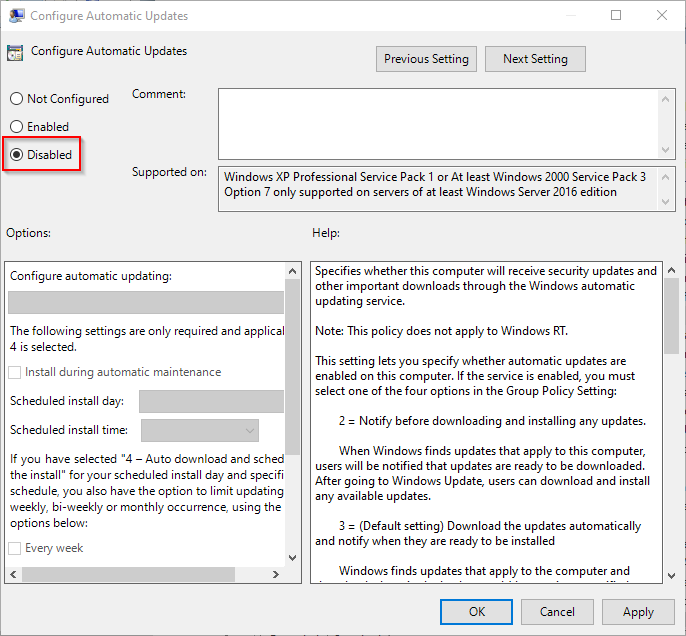 Configure Automatic Updates
Configure Automatic Updates
Previous Setting
Next Setting
Not Configured
Enabled
Disabled
Comment:
Supported on:
Windows XP Professional Service Pack 1 or At least Windows 2000 Service Pack 3
Option 7 only supported on servers of at least Windows Server 2016 edition
Options:
Help:
Configure automatic updating:
The following settings are only required and applical
4 is selected.
Install during automatic maintenance
Scheduled install day:
Scheduled install time:
If you have selected "4 – Auto download and sched
the install" for your scheduled install day and specifi
schedule, you also have the option to limit updating
weekly, bi-weekly or monthly occurrence, using the
options below:
Every week
Specifies whether this computer will receive security updates and
other important downloads through the Windows automatic
updating service.
Note: This policy does not apply to Windows RT.
This setting lets you specify whether automatic updates are
enabled on this computer. If the service is enabled, you must
select one of the four options in the Group Policy Setting:
2 = Notify before downloading and installing any updates.
When Windows finds updates that apply to this computer,
users will be notified that updates are ready to be downloaded.
After going to Windows Update, users can download and install
any available updates.
3 = (Default setting) Download the updates automatically
and notify when they are ready to be installed
Windows finds updates that apply to the computer and
OK
Cancel
Apply